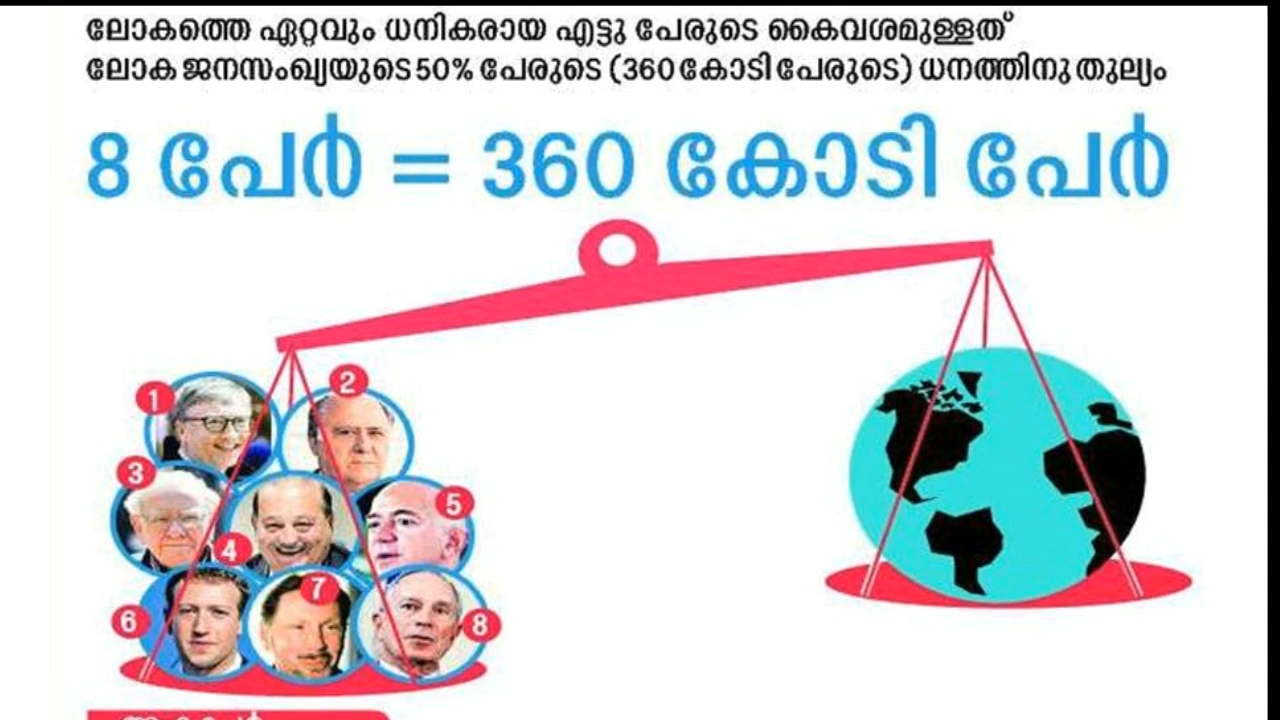 ലോകത്തെ ഏറ്റവും ധനികരായ എട്ടു പേരുടെ കൈവശമുള്ളത്
ലോക ജനസംഖ്യയുടെ 50% പേരുടെ (360 കോടി പേരുടെ) ധനത്തിനു തുല്യം
8 പേർ = 360 കോടി പേർ
1
2
3
4
5
6
7
8